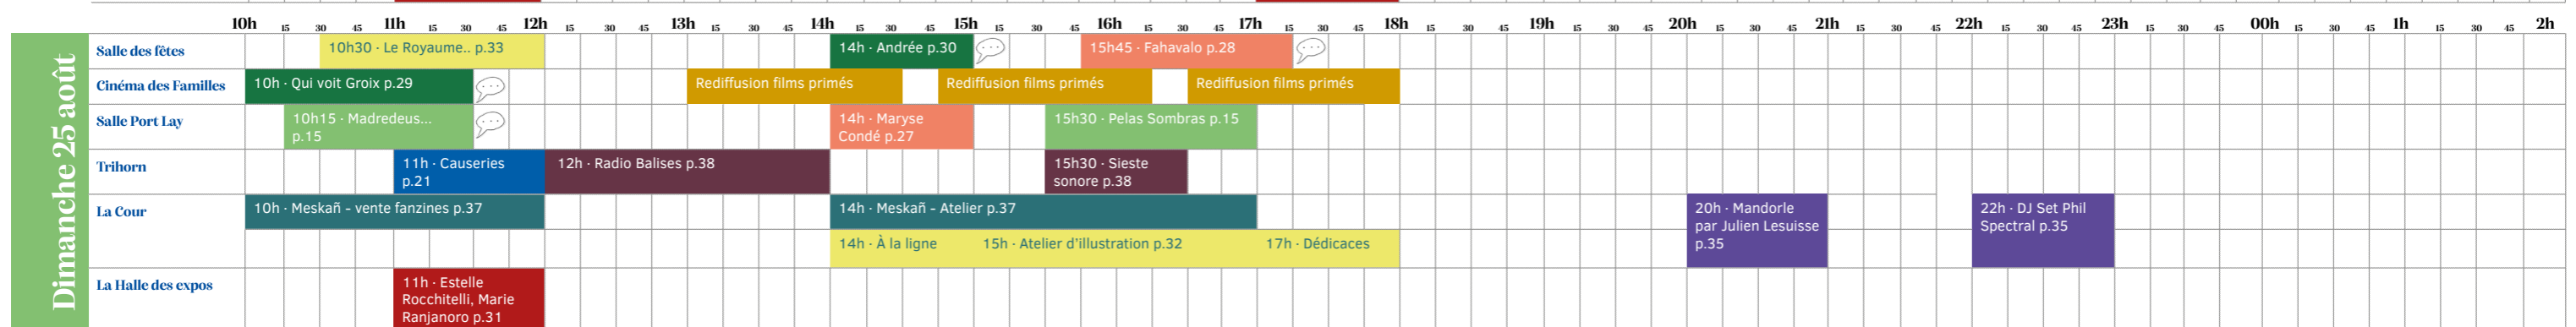 10h 15 30 45 11h 15 30 45 12h 15 30 45 13h 15 30 45 14h 15 30 45 15h 15 30 45 16h 15 30 45 17h 15 30 45 18h 15 30 45 19h 15 30 45 20h 15 30 45 21h 15 30 45 22h 15 30 45 23h 15 30 45 00h 15 30 45 1h 15 30 45 2h
Dimanche 25 août
Salle des fêtes
10h30 · Le Royaume.. p.33
14h · Andrée p.30
15h45 · Fahavalo p.28
Cinéma des Familles
10h · Qui voit Groix p.29
Rediffusion films primés
Rediffusion films primés
Rediffusion films primés
Salle Port Lay
10h15 · Madredeus...
p.15
14h · Maryse
Condé p.27
15h30 · Pelas Sombras p.15
Trihorn
11h · Causeries
p.21
12h · Radio Balises p.38
15h30 · Sieste
sonore p.38
La Cour
10h · Meskañ - vente fanzines p.37
14h · Meskañ - Atelier p.37
14h · À la ligne
15h · Atelier d'illustration p.32
17h · Dédicaces
20h · Mandorle
par Julien Lesuisse
p.35
22h · DJ Set Phil
Spectral p.35
La Halle des expos
11h · Estelle
Rocchitelli, Marie
Ranjanoro p.31